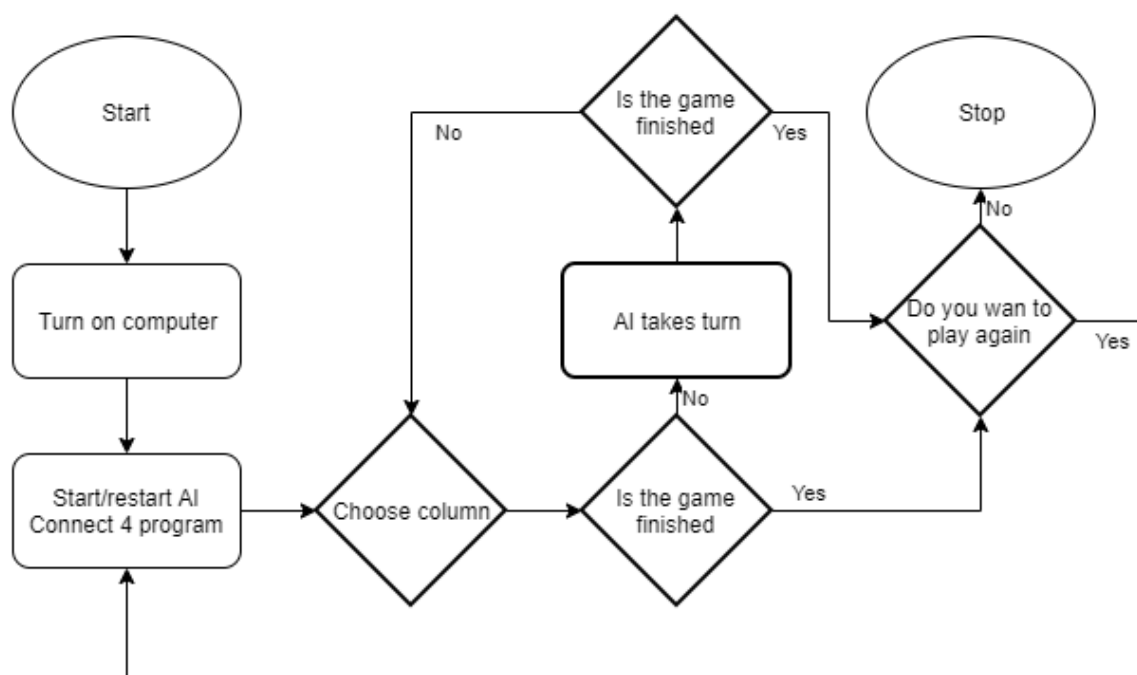 Start
Is the game
finished
Stop
No
Yes
No
Turn on computer
AI takes turn
Do you wan to
play again
Yes
No
Start/restart AI
Connect 4 program
Choose column
Is the game
finished
Yes